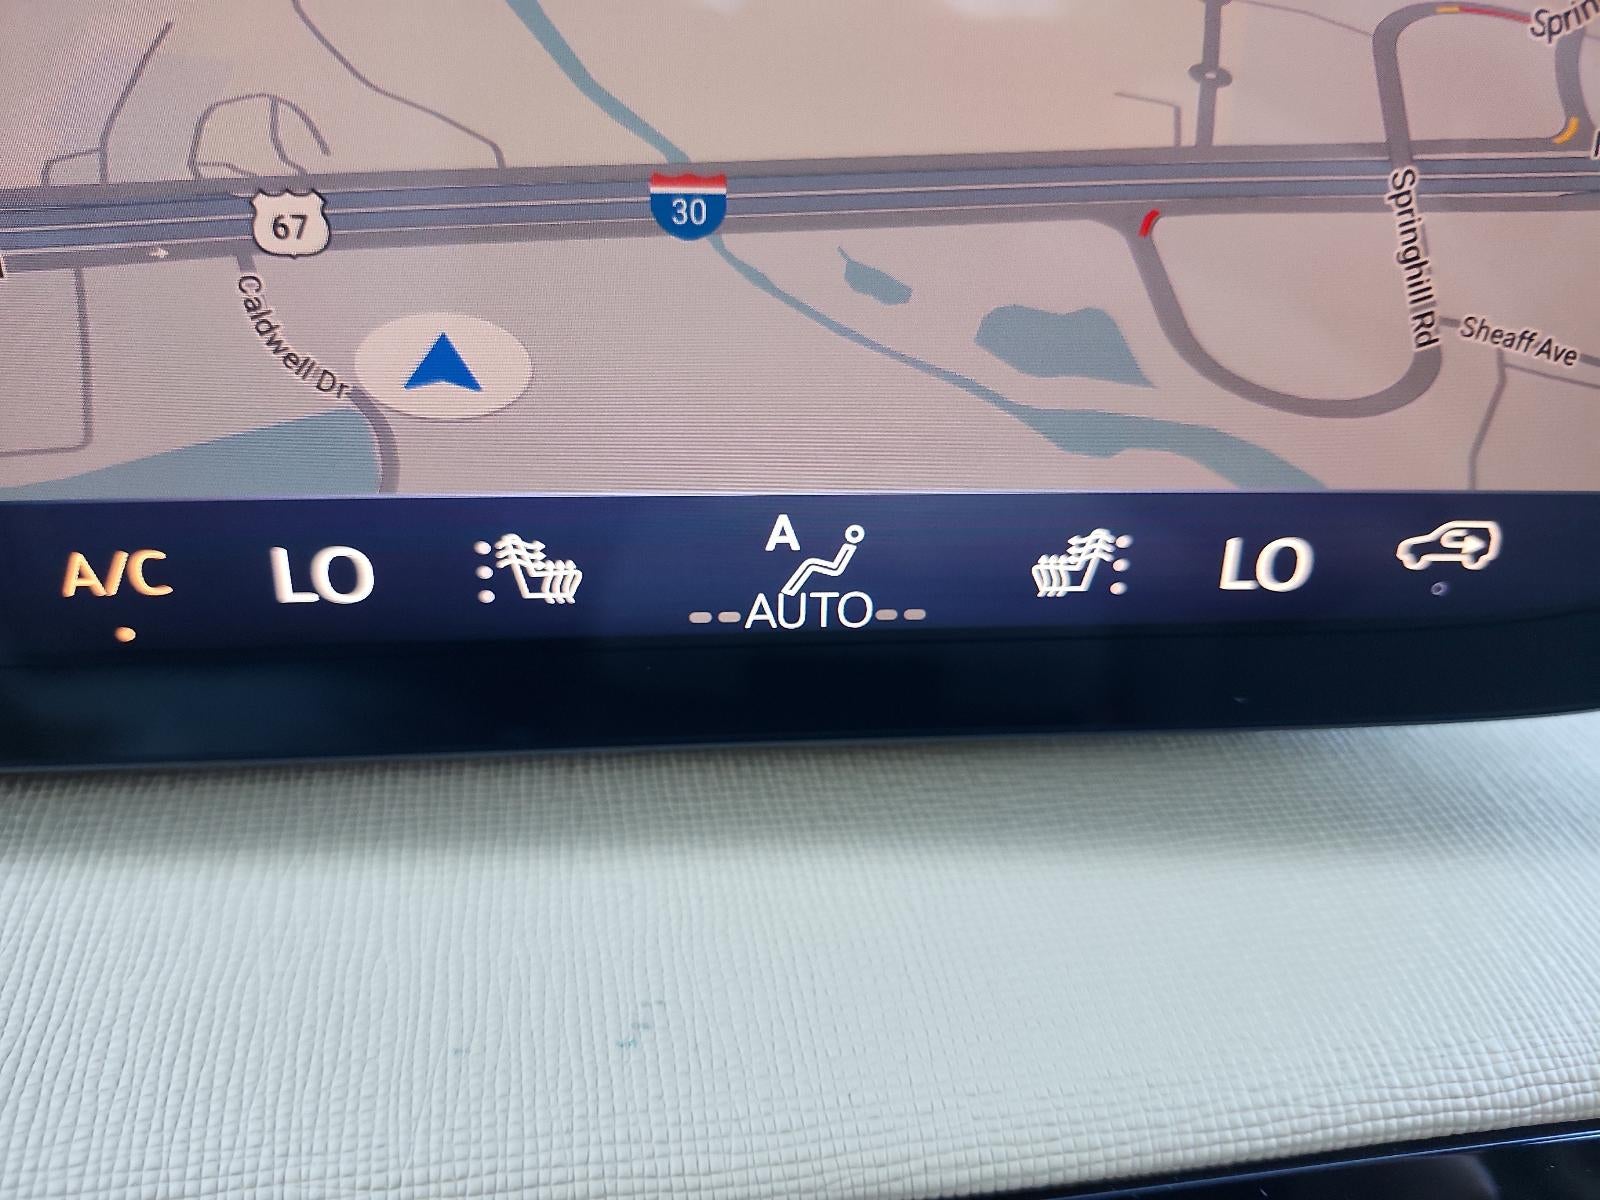 Sprin
67
30
Springhill Rd
Caldwell Dr
Sheaff Ave
A/C
LO
A
--AUTO--
LO